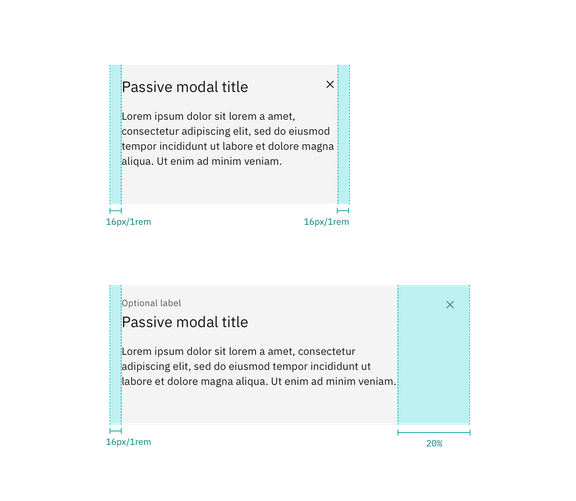 Passive modal title
Lorem ipsum dolor sit lorem a amet,
consectetur adipiscing elit, sed do eiusmod
tempor incididunt ut labore et dolore magna
aliqua. Ut enim ad minim veniam.
16px/1rem
16px/1rem
Optional label
Passive modal title
Lorem ipsum dolor sit lorem a amet, consectetur
adipiscing elit, sed do eiusmod tempor incididunt ut
labore et dolore magna aliqua. Ut enim ad minim veniam.
16px/1rem
20%